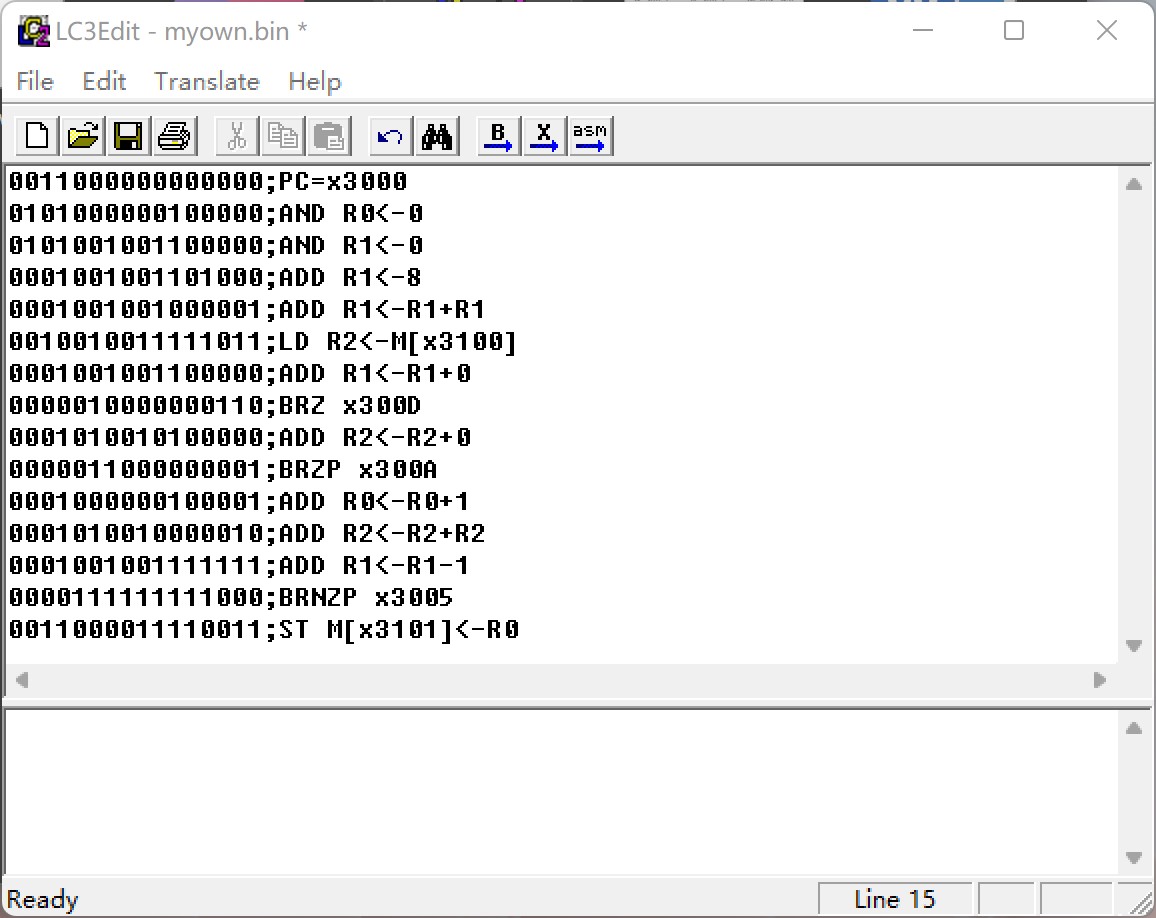 LC3Edit - myown.bin *
File Edit Translate Help
B X asm
0011000000000000;PC=x3000
0101000000100000;AND R0<-0
0101001001100000;AND R1<-0
0001001001101000;ADD R1<-8
0001001001000001;ADD R1<-R1+R1
0010010011111011;LD R2<-M[x3100]
0001001001100000;ADD R1<-R1+0
0000010000000110;BRZ x300D
0001010010100000;ADD R2<-R2+0
0000011000000001;BRZP x300A
0001000000100001;ADD R0<-R0+1
0001010010000010;ADD R2<-R2+R2
0001001001111111;ADD R1<-R1-1
0000111111111000;BRNZP x3005
0011000011110011;ST M[x3101]<-R0
Ready Line 15